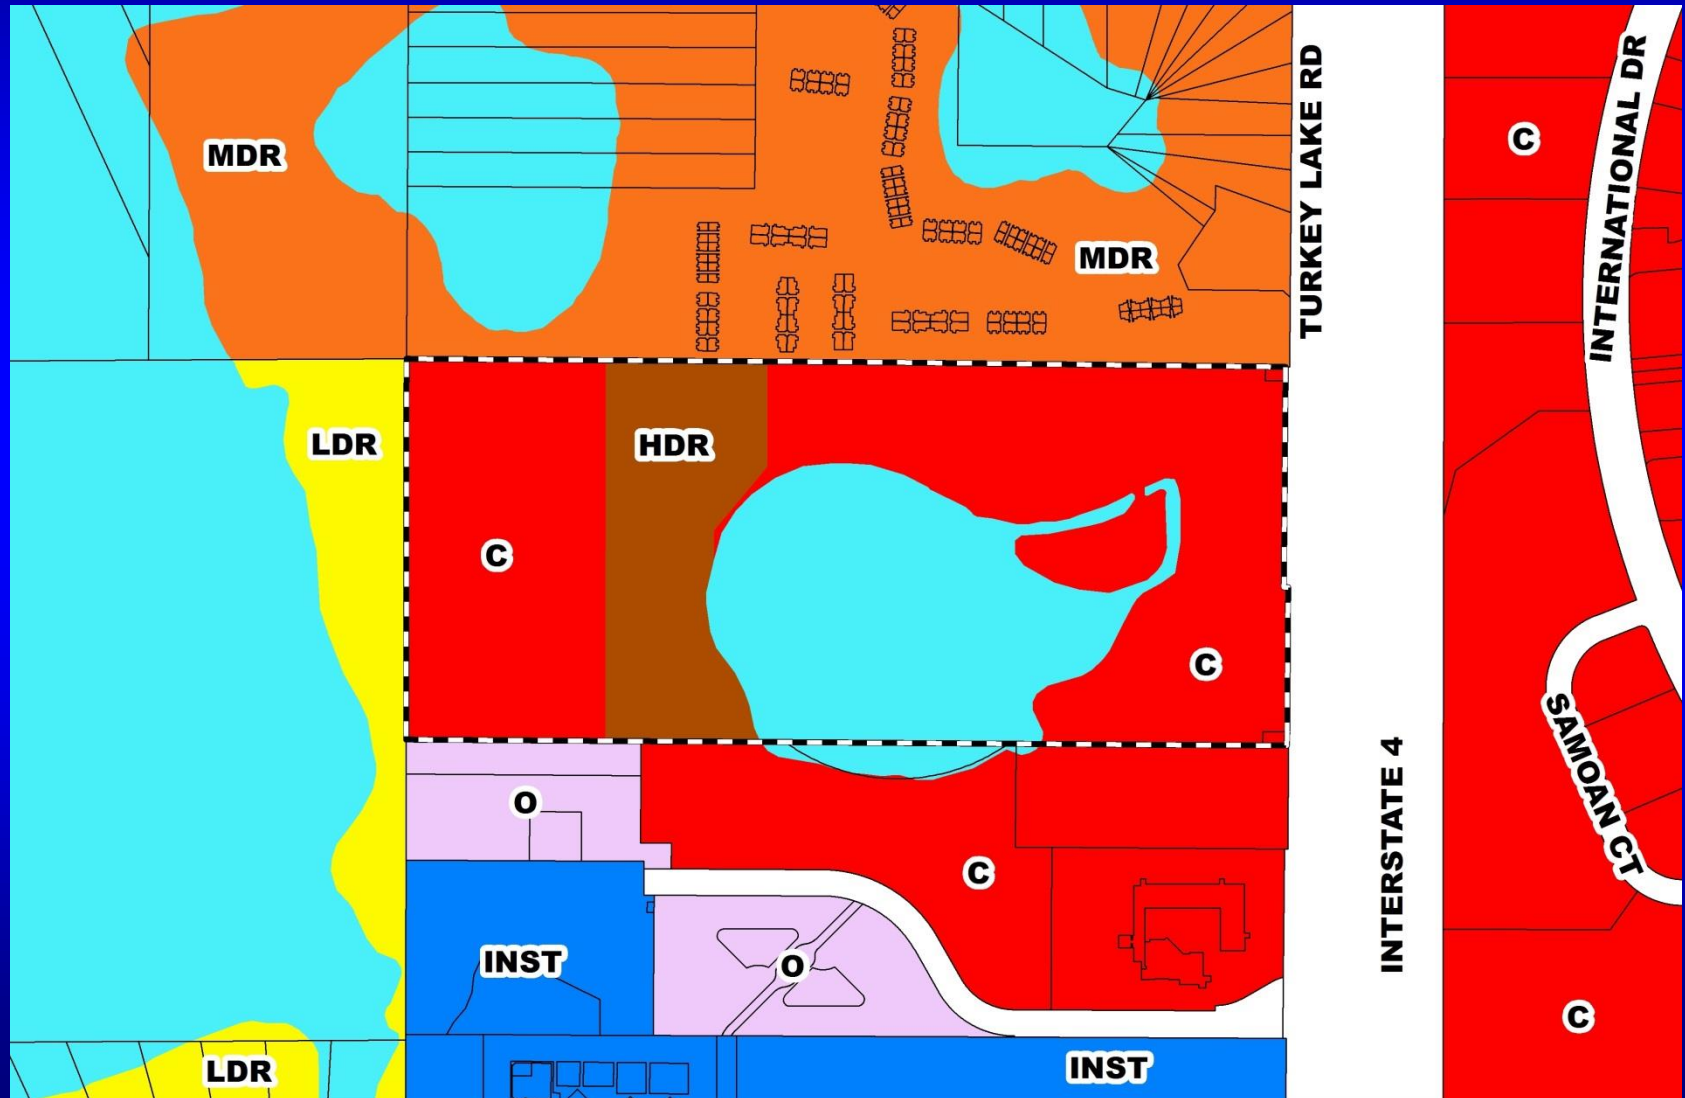 MDR
MDR
TURKEY LAKE RD
C
INTERNATIONAL DR
LDR
HDR
C
C
SAMOAN CT
INTERSTATE 4
O
C
INST
O
C
LDR
INST